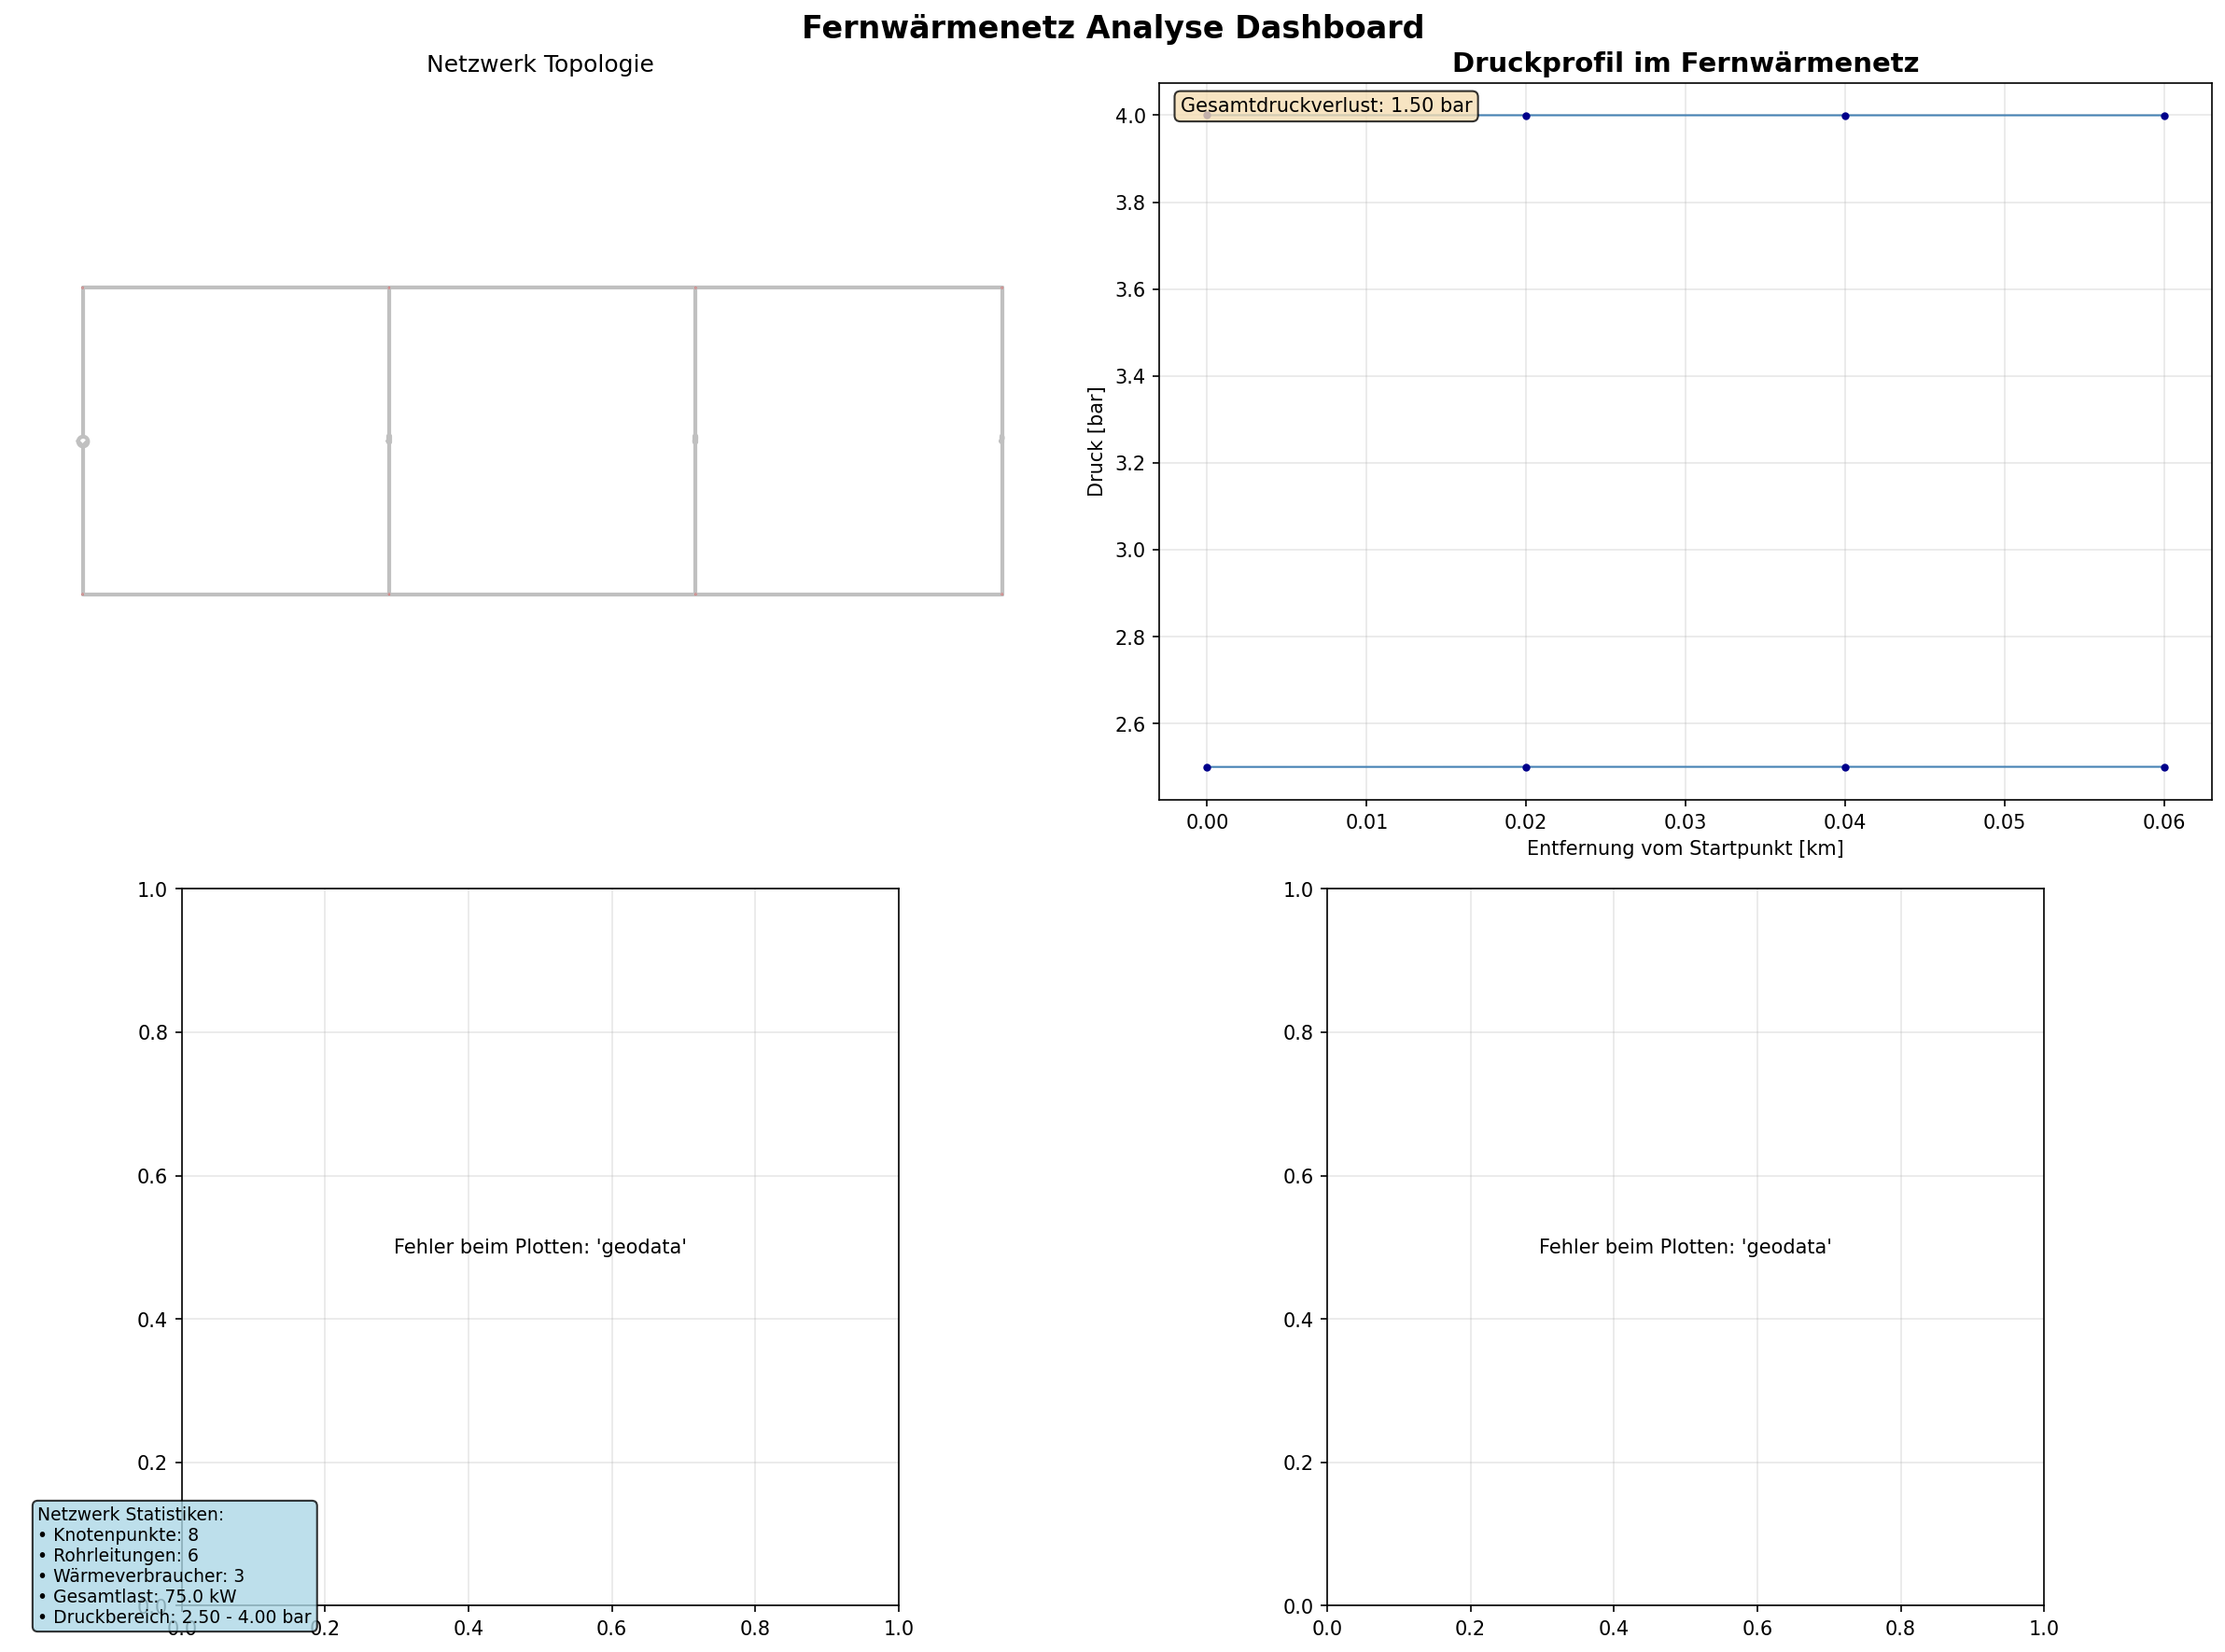 Fernwärmenetz Analyse Dashboard
Netzwerk Topologie
Druckprofil im Fernwärmenetz
Gesamtdruckverlust: 1.50 bar
4.0
3.8
3.6
3.4
3.2
3.0
2.8
2.6
Druck [bar]
0.00 0.01 0.02 0.03 0.04 0.05 0.06
Entfernung vom Startpunkt [km]
1.0
0.8
0.6
0.4
0.2
0.0
Fehler beim Plotten: 'geodata'
0.0 0.2 0.4 0.6 0.8 1.0
Netzwerk Statistiken:
• Knotenpunkte: 8
• Rohrleitungen: 6
• Wärmeverbraucher: 3
• Gesamtlast: 75.0 kW
• Druckbereich: 2.50 - 4.00 bar
1.0
0.8
0.6
0.4
0.2
0.0
Fehler beim Plotten: 'geodata'
0.0 0.2 0.4 0.6 0.8 1.0